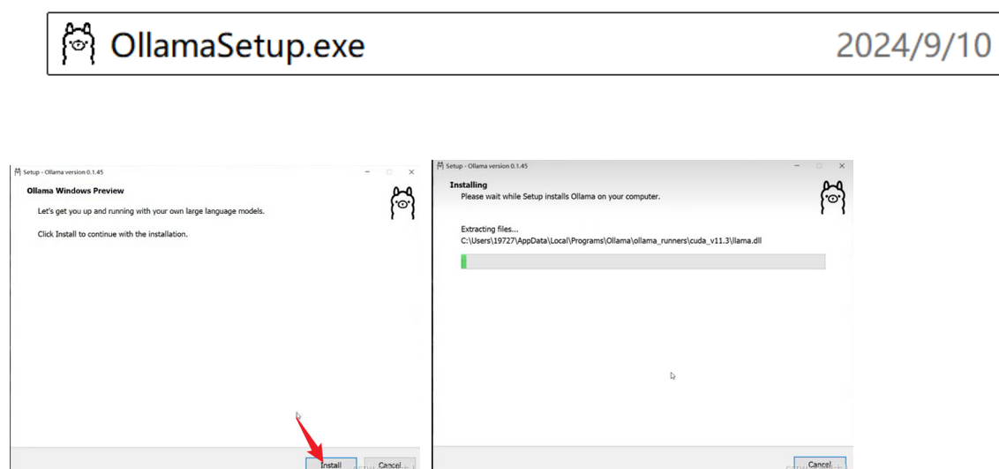 OllamaSetup.exe 2024/9/10
Setup - Ollama version 0.1.45
Ollama Windows Preview
Let's get you up and running with your own large language models.
Click Install to continue with the installation.
Install Cancel
Setup - Ollama version 0.1.45
Installing
Please wait while Setup installs Ollama on your computer.
Extracting files...
C:\Users\19727\AppData\Local\Programs\Ollama\ollama_runners\cuda_v11.3\llama.dll
Cancel